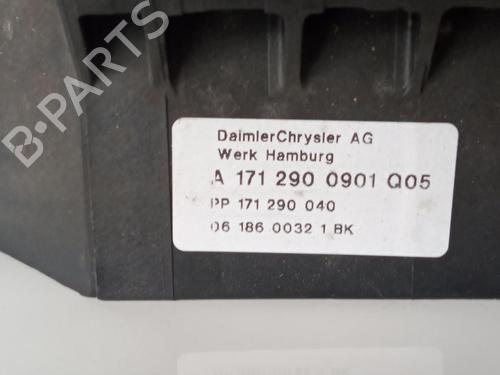 B-PARTS
DaimlerChrysler AG
Werk Hamburg
A 171 290 0901 Q05
PP 171 290 040
06 186 0032 1 BK